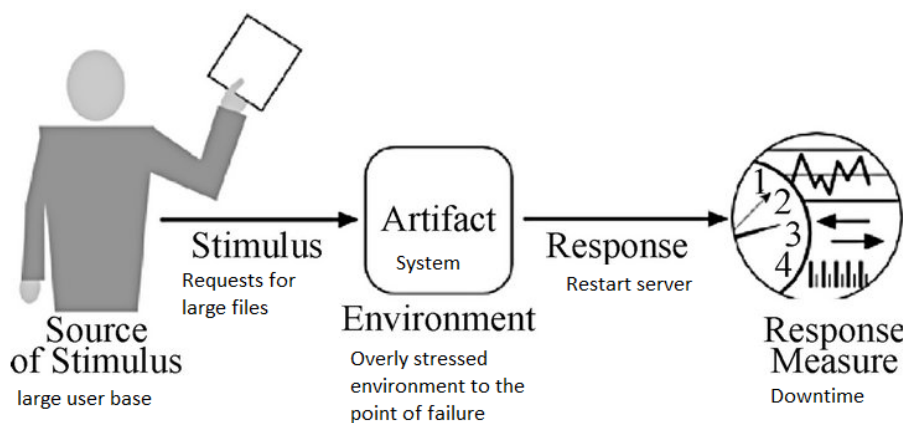 Source
of Stimulus
large user base
Stimulus
Requests for
large files
Artifact
System
Environment
Overly stressed
environment to the
point of failure
Response
Restart server
1
2
3
4
Response
Measure
Downtime